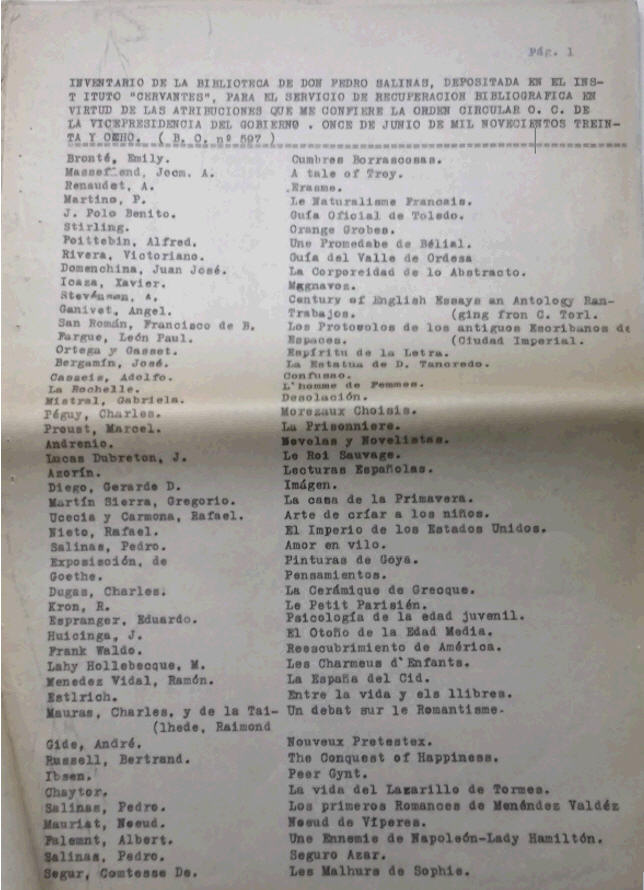 Pág. 1
INVENTARIO DE LA BIBLIOTECA DE DON PEDRO SALINAS, DEPOSITADA EN EL INS-
TITUTO "CERVANTES", PARA EL SERVICIO DE RECUPERACION BIBLIOGRAFICA EN
VIRTUD DE LAS ATRIBUCIONES QUE ME CONFIERE LA ORDEN CIRCULAR O. C. DE
LA VICEPRESIDENCIA DEL GOBIERNO . ONCE DE JUNIO DE MIL NOVECIENTOS TREIN-
TA Y OCHO. ( B. O. nº 597 )
Bronté, Emily. Cumbres Borrascosas.
Massefiend, Jocm. A. A tale of Troy.
Renaudet, A. Erasme.
Martino, P. Le Naturalisme Francais.
J. Polo Benito. Guía Oficial de Toledo.
Stirling. Orange Grobes.
Poittebin, Alfred. Une Promedabe de Bélial.
Rivera, Victoriano. Guía del Valle de Ordesa
Domenchina, Juan José. La Corporeidad de lo Abstracto.
Icaza, Xavier. Magnavos.
Stevénson, A. Century of English Essays an Antology Ran-
Ganivet, Angel. Trabajos. (ging fron C. Torl.
San Román, Francisco de B. Los Protocolos de los antiguos Escribanos de
Fargue, León Paul. Espaces. (Ciudad Imperial.
Ortega y Gasset. Espíritu de la Letra.
Bergamín, José. La Estatua de D. Tancredo.
Casseis, Adolfo. Confusao.
La Rochelle. L'homme de Femmes.
Mistral, Gabriela. Desolación.
Péguy, Charles. Morezaux Choisis.
Proust, Marcel. La Prisonniere.
Andrenio. Novelas y Novelistas.
Lucas Dubreton, J. Le Roi Sauvage.
Azorín. Lecturas Españolas.
Diego, Gerarde D. Imágen.
Martín Sierra, Gregorio. La casa de la Primavera.
Ucecia y Carmona, Rafael. Arte de críar a los niños.
Nieto, Rafael. El Imperio de los Estados Unidos.
Salinas, Pedro. Amor en vilo.
Exposisción, de Pinturas de Goya.
Goethe. Pensamientos.
Dugas, Charles. La Cerámique de Grecque.
Kron, R. Le Petit Parisién.
Espranger, Eduardo. Psicología de la edad juvenil.
Huicinga, J. El Otoño de la Edad Media.
Frank Waldo. Reescubrimiento de América.
Lahy Hollebecque, M. Les Charmeus d'Enfants.
Menedez Vidal, Ramón. La España del Cid.
Estlrich. Entre la vida y els llibres.
Mauras, Charles, y de la Tai- Un debat sur le Romantisme.
(lhede, Raimond
Gide, André. Nouveux Pretestex.
Russell, Bertrand. The Conquest of Happiness.
Ibsen. Peer Gynt.
Chaytor. La vida del Lazarillo de Tormes.
Salinas, Pedro. Los primeros Romances de Menéndez Valdéz
Mauriat, Noeud. Noeud de Víperes.
Falemnt, Albert. Une Ennemie de Napoleón-Lady Hamiltón.
Salinas, Pedro. Seguro Azar.
Segur, Comtesse De. Les Malhurs de Sophie.